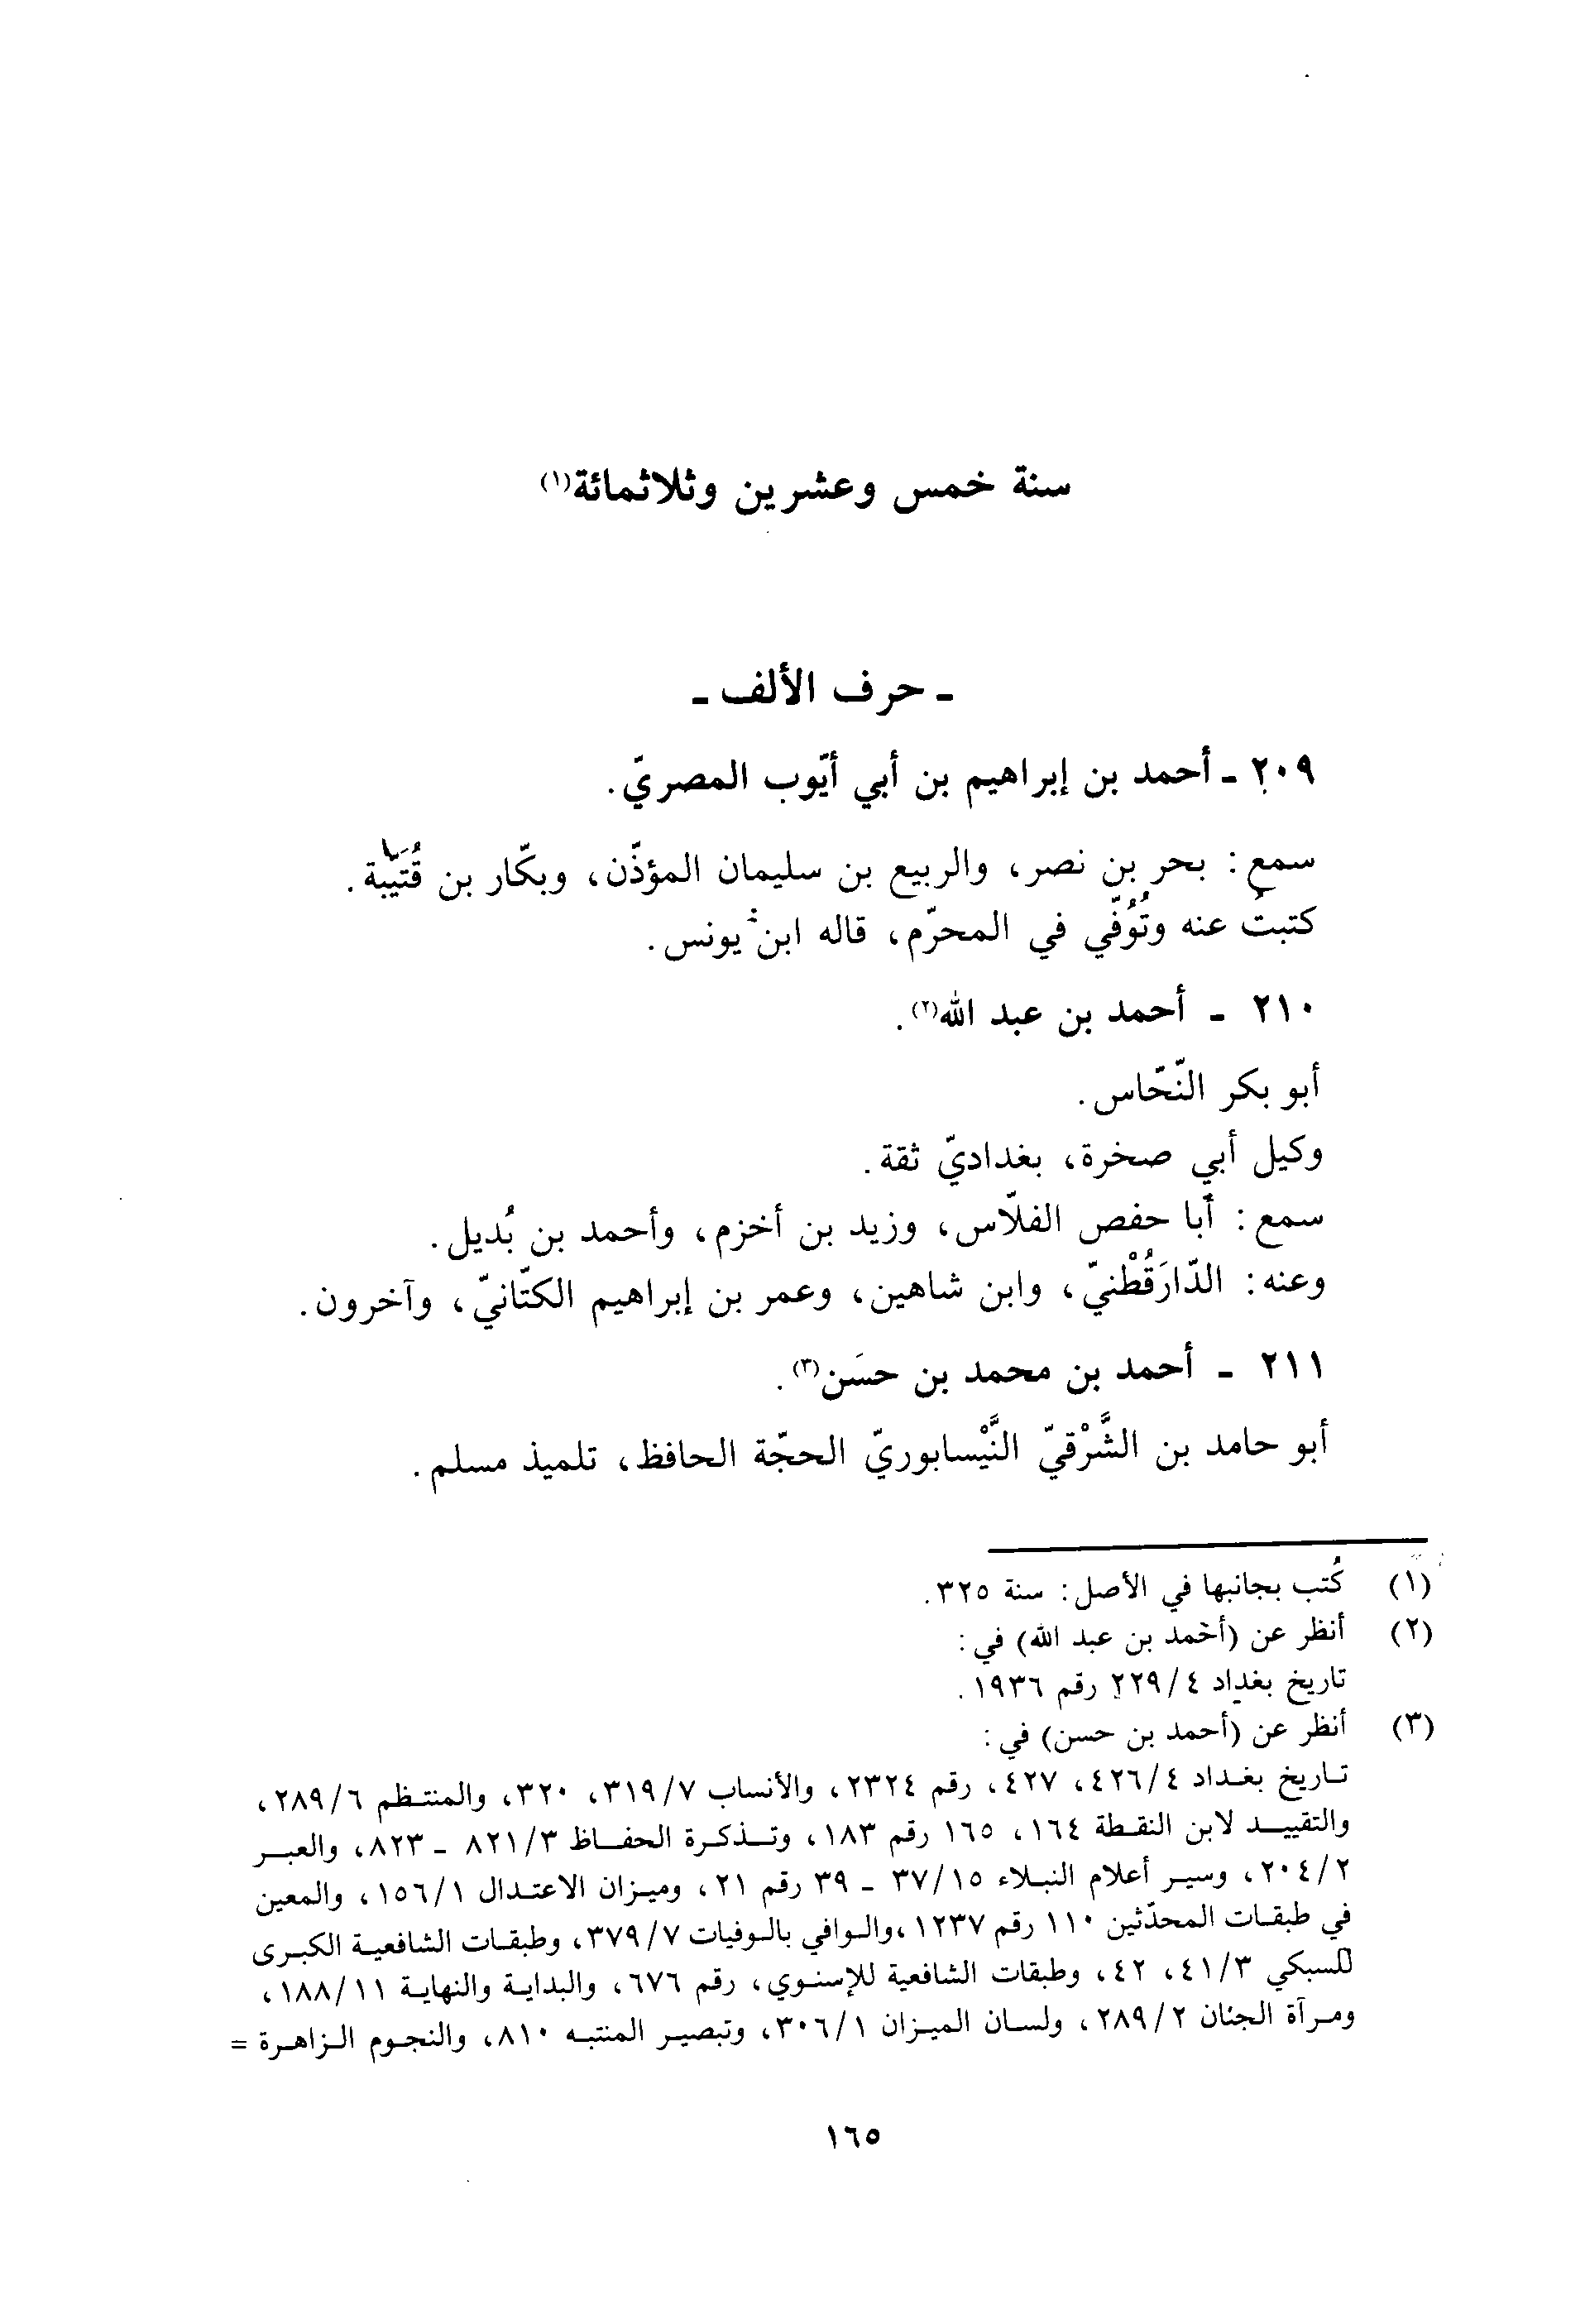 سنة خمس وعشرين وثلاثمائة(١)
ـ حرف الألف ـ
٢٠٩ ـ أحمد بن إبراهيم بن أبي أيّوب المصريّ.
سمع: بحر بن نصر، والربيع بن سليمان المؤذّن، وبكّار بن قُتَيْبة.
كتبتُ عنه وتُوُفّي في المحرّم، قاله ابن يونس.
٢١٠ ـ أحمد بن عبد الله(٢).
أبو بكر النّحّاس.
وكيل أبي صخرة، بغداديّ ثقة.
سمع: أبا حفص الفلّاس، وزيد بن أخزم، وأحمد بن بُديل.
وعنه: الدّارَقُطْنيّ، وابن شاهين، وعمر بن إبراهيم الكتّانيّ، وآخرون.
٢١١ ـ أحمد بن محمد بن حسَن(٣).
أبو حامد بن الشَّرْقيّ النَّيْسابوريّ الحجّة الحافظ، تلميذ مسلم.
(١) كُتب بجانبها في الأصل: سنة ٣٢٥.
(٢) أنظر عن (أحمد بن عبد الله) في:
تاريخ بغداد ٤/٢٢٩ رقم ١٩٣٦.
(٣) أنظر عن (أحمد بن حسن) في:
تاريخ بغداد ٤/٤٢٦، ٤٢٧، رقم ٢٣٢٤، والأنساب ٧/٣١٩، ٣٢٠، والمنتظم ٦/٢٨٩،
والتقييد لابن النقطة ١٦٤، ١٦٥ رقم ١٨٣، وتذكرة الحفاظ ٣/٨٢١ ـ ٨٢٣، والعبر
٢/٢٠٤، وسير أعلام النبلاء ١٥/٣٧ ـ ٣٩ رقم ٢١، وميزان الاعتدال ١/١٥٦، والمعين
في طبقات المحدّثين ١١٠ رقم ١٢٣٧، والوافي بالوفيات ٧/٣٧٩، وطبقات الشافعية الكبرى
للسبكي ٣/٤١، ٤٢، وطبقات الشافعية للإسنوي، رقم ٦٧٦، والبداية والنهاية ١١/١٨٨،
ومرآة الجنان ٢/٢٨٩، ولسان الميزان ١/٣٠٦، وتبصير المنتبه ٨١٠، والنجوم الزاهرة =
١٦٥